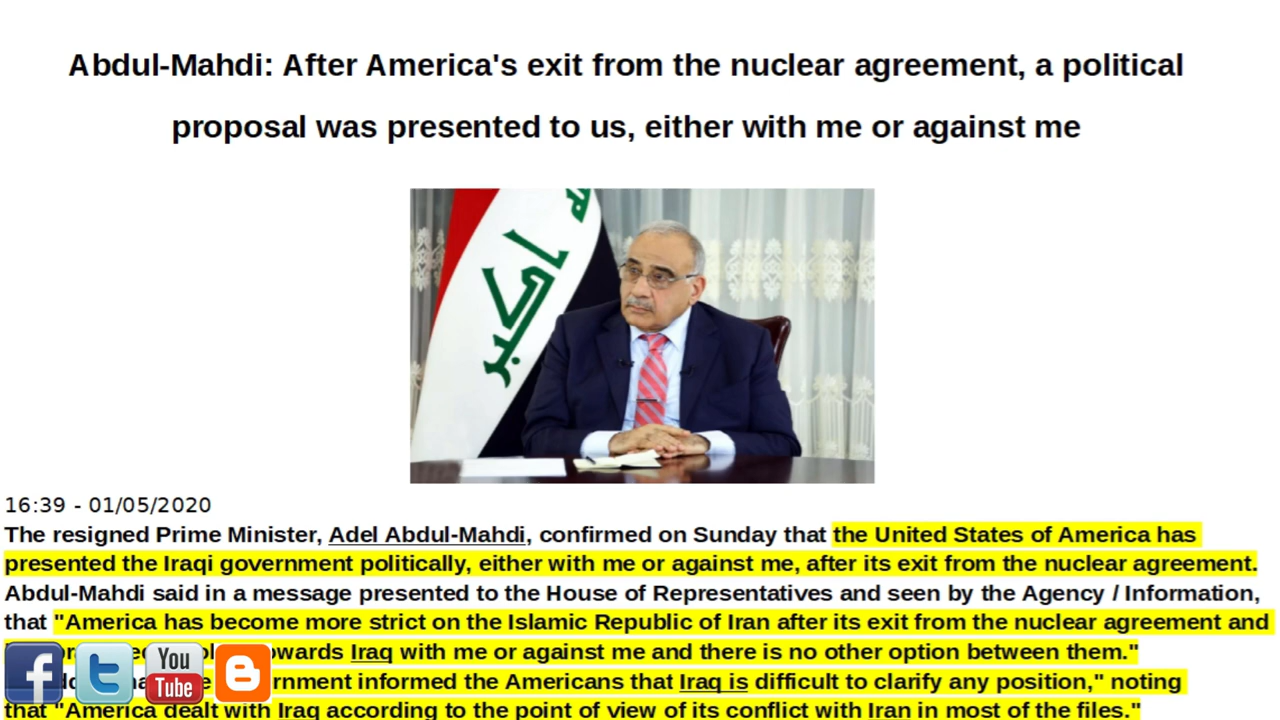 Abdul-Mahdi: After America's exit from the nuclear agreement, a political
proposal was presented to us, either with me or against me
اكبر
16:39 - 01/05/2020
The resigned Prime Minister, Adel Abdul-Mahdi, confirmed on Sunday that the United States of America has
presented the Iraqi government politically, either with me or against me, after its exit from the nuclear agreement.
Abdul-Mahdi said in a message presented to the House of Representatives and seen by the Agency / Information,
that "America has become more strict on the Islamic Republic of Iran after its exit from the nuclear agreement and
Iraq with me or against me and there is no other option between them."
informed the Americans that Iraq is difficult to clarify any position," noting
that "America dealt with Iraq according to the point of view of its conflict with Iran in most of the files."
f t You Tube B